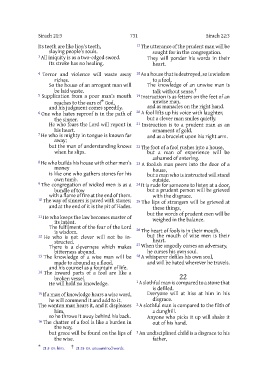 731 Sirach 21:3 Sirach 22:3
Its teeth are like lion's teeth,
slaying people's souls.
³ All iniquity is as a two-edged sword.
Its stroke has no healing.
⁴ Terror and violence will waste away
riches.
So the house of an arrogant man will
be laid waste.
⁵ Supplication from a poor man's mouth
reaches to the ears of * God,
and his judgment comes speedily.
⁶ One who hates reproof is in the path of
the sinner.
He who fears the Lord will repent in
his heart.
⁷ He who is mighty in tongue is known far
away;
but the man of understanding knows
when he slips.
⁸ He who builds his house with other men's
money
is like one who gathers stones for his
own tomb.
⁹ The congregation of wicked men is as a
bundle of tow
with a flame of fire at the end of them.
¹⁰ The way of sinners is paved with stones;
and at the end of it is the pit of Hades.
¹¹ He who keeps the law becomes master of
its intent.
The fulfilment of the fear of the Lord
is wisdom.
¹² He who is not clever will not be in-
structed.
There is a cleverness which makes
bitterness abound.
¹³ The knowledge of a wise man will be
made to abound as a flood,
and his counsel as a fountain of life.
¹⁴ The inward parts of a fool are like a
broken vessel.
He will hold no knowledge.
¹⁵ If a man of knowledge hears a wise word,
he will commend it and add to it.
The wanton man hears it, and it displeases
him,
so he throws it away behind his back.
¹⁶ The chatter of a fool is like a burden in
the way,
but grace will be found on the lips of
the wise.
¹⁷ The utterance of the prudent man will be
sought for in the congregation.
They will ponder his words in their
heart.
¹⁸ As a house that is destroyed, so is wisdom
to a fool.
The knowledge of an unwise man is
talk without sense.†
¹⁹ Instruction is as fetters on the feet of an
unwise man,
and as manacles on the right hand.
²⁰ A fool lifts up his voice with laughter,
but a clever man smiles quietly.
²¹ Instruction is to a prudent man as an
ornament of gold,
and as a bracelet upon his right arm.
²² The foot of a fool rushes into a house,
but a man of experience will be
ashamed of entering.
²³ A foolish man peers into the door of a
house,
but a man who is instructed will stand
outside.
²⁴ It is rude for someone to listen at a door,
but a prudent person will be grieved
with the disgrace.
²⁵ The lips of strangers will be grieved at
these things,
but the words of prudent men will be
weighed in the balance.
²⁶ The heart of fools is in their mouth,
but the mouth of wise men is their
heart.
²⁷ When the ungodly curses an adversary,
he curses his own soul.
²⁸ A whisperer defiles his own soul,
and will be hated wherever he travels.
22
¹ A slothful man is compared to a stone that
is defiled.
Everyone will at hiss at him in his
disgrace.
² A slothful man is compared to the filth of
a dunghill.
Anyone who picks it up will shake it
out of his hand.
³ An undisciplined child is a disgrace to his
father,